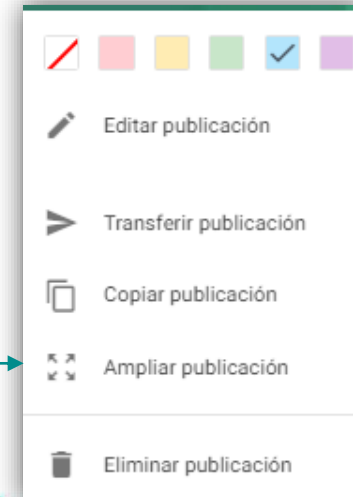 Editar publicación
Transferir publicación
Copiar publicación
Ampliar publicación
Eliminar publicación